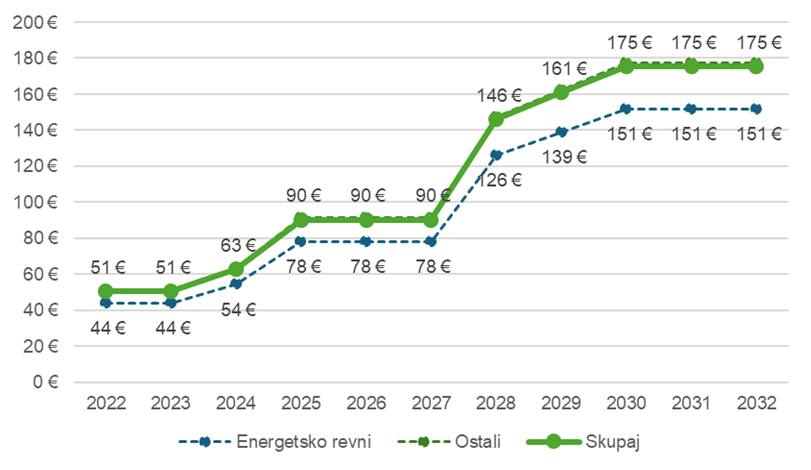 200 €
180 €
160 €
140 €
120 €
100 €
80 €
60 €
40 €
20 €
0 €
51 € 51 € 63 € 90 € 90 € 90 € 146 € 161 € 175 € 175 € 175 €
44 € 44 € 54 € 78 € 78 € 78 € 126 € 139 € 151 € 151 € 151 €
2022 2023 2024 2025 2026 2027 2028 2029 2030 2031 2032
Energetsko revni Ostali Skupaj